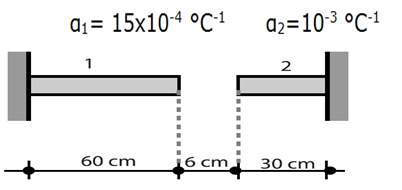 α₁= 15x10⁻⁴ °C⁻¹ α₂=10⁻³ °C⁻¹
1 2
60 cm 6 cm 30 cm